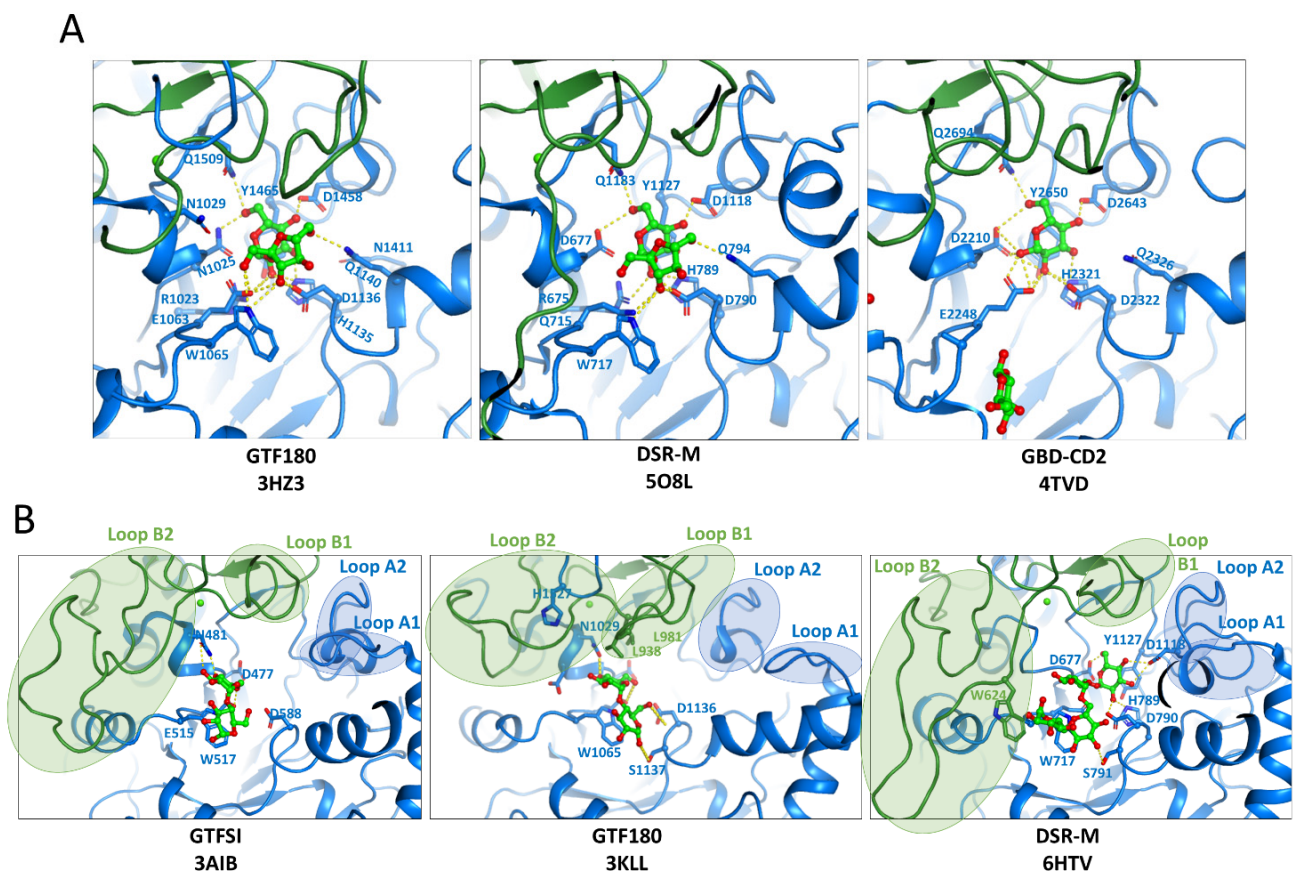 A
Q1509
Y1465
D1458
N1029
N1411
N1025
Q1140
R1023
D1136
E1063
H1135
W1065
GTF180
3HZ3
Q1183
Y1127
D1118
D677
Q794
H789
R675
D790
Q715
W717
DSR-M
5O8L
Q2694
Y2650
D2643
D2210
Q2326
H2321
D2322
E2248
GBD-CD2
4TVD
B
Loop B2
Loop B1
Loop A2
Loop A1
N481
D477
D588
E515
W517
GTFSI
3AIB
Loop B2
Loop B1
Loop A2
Loop A1
H1527
N1029
L981
L938
D1136
W1065
S1137
GTF180
3KLL
Loop B2
Loop
B1
Loop A2
Loop A1
Y1127
D1118
D677
W624
H789
D790
W717
S791
DSR-M
6HTV